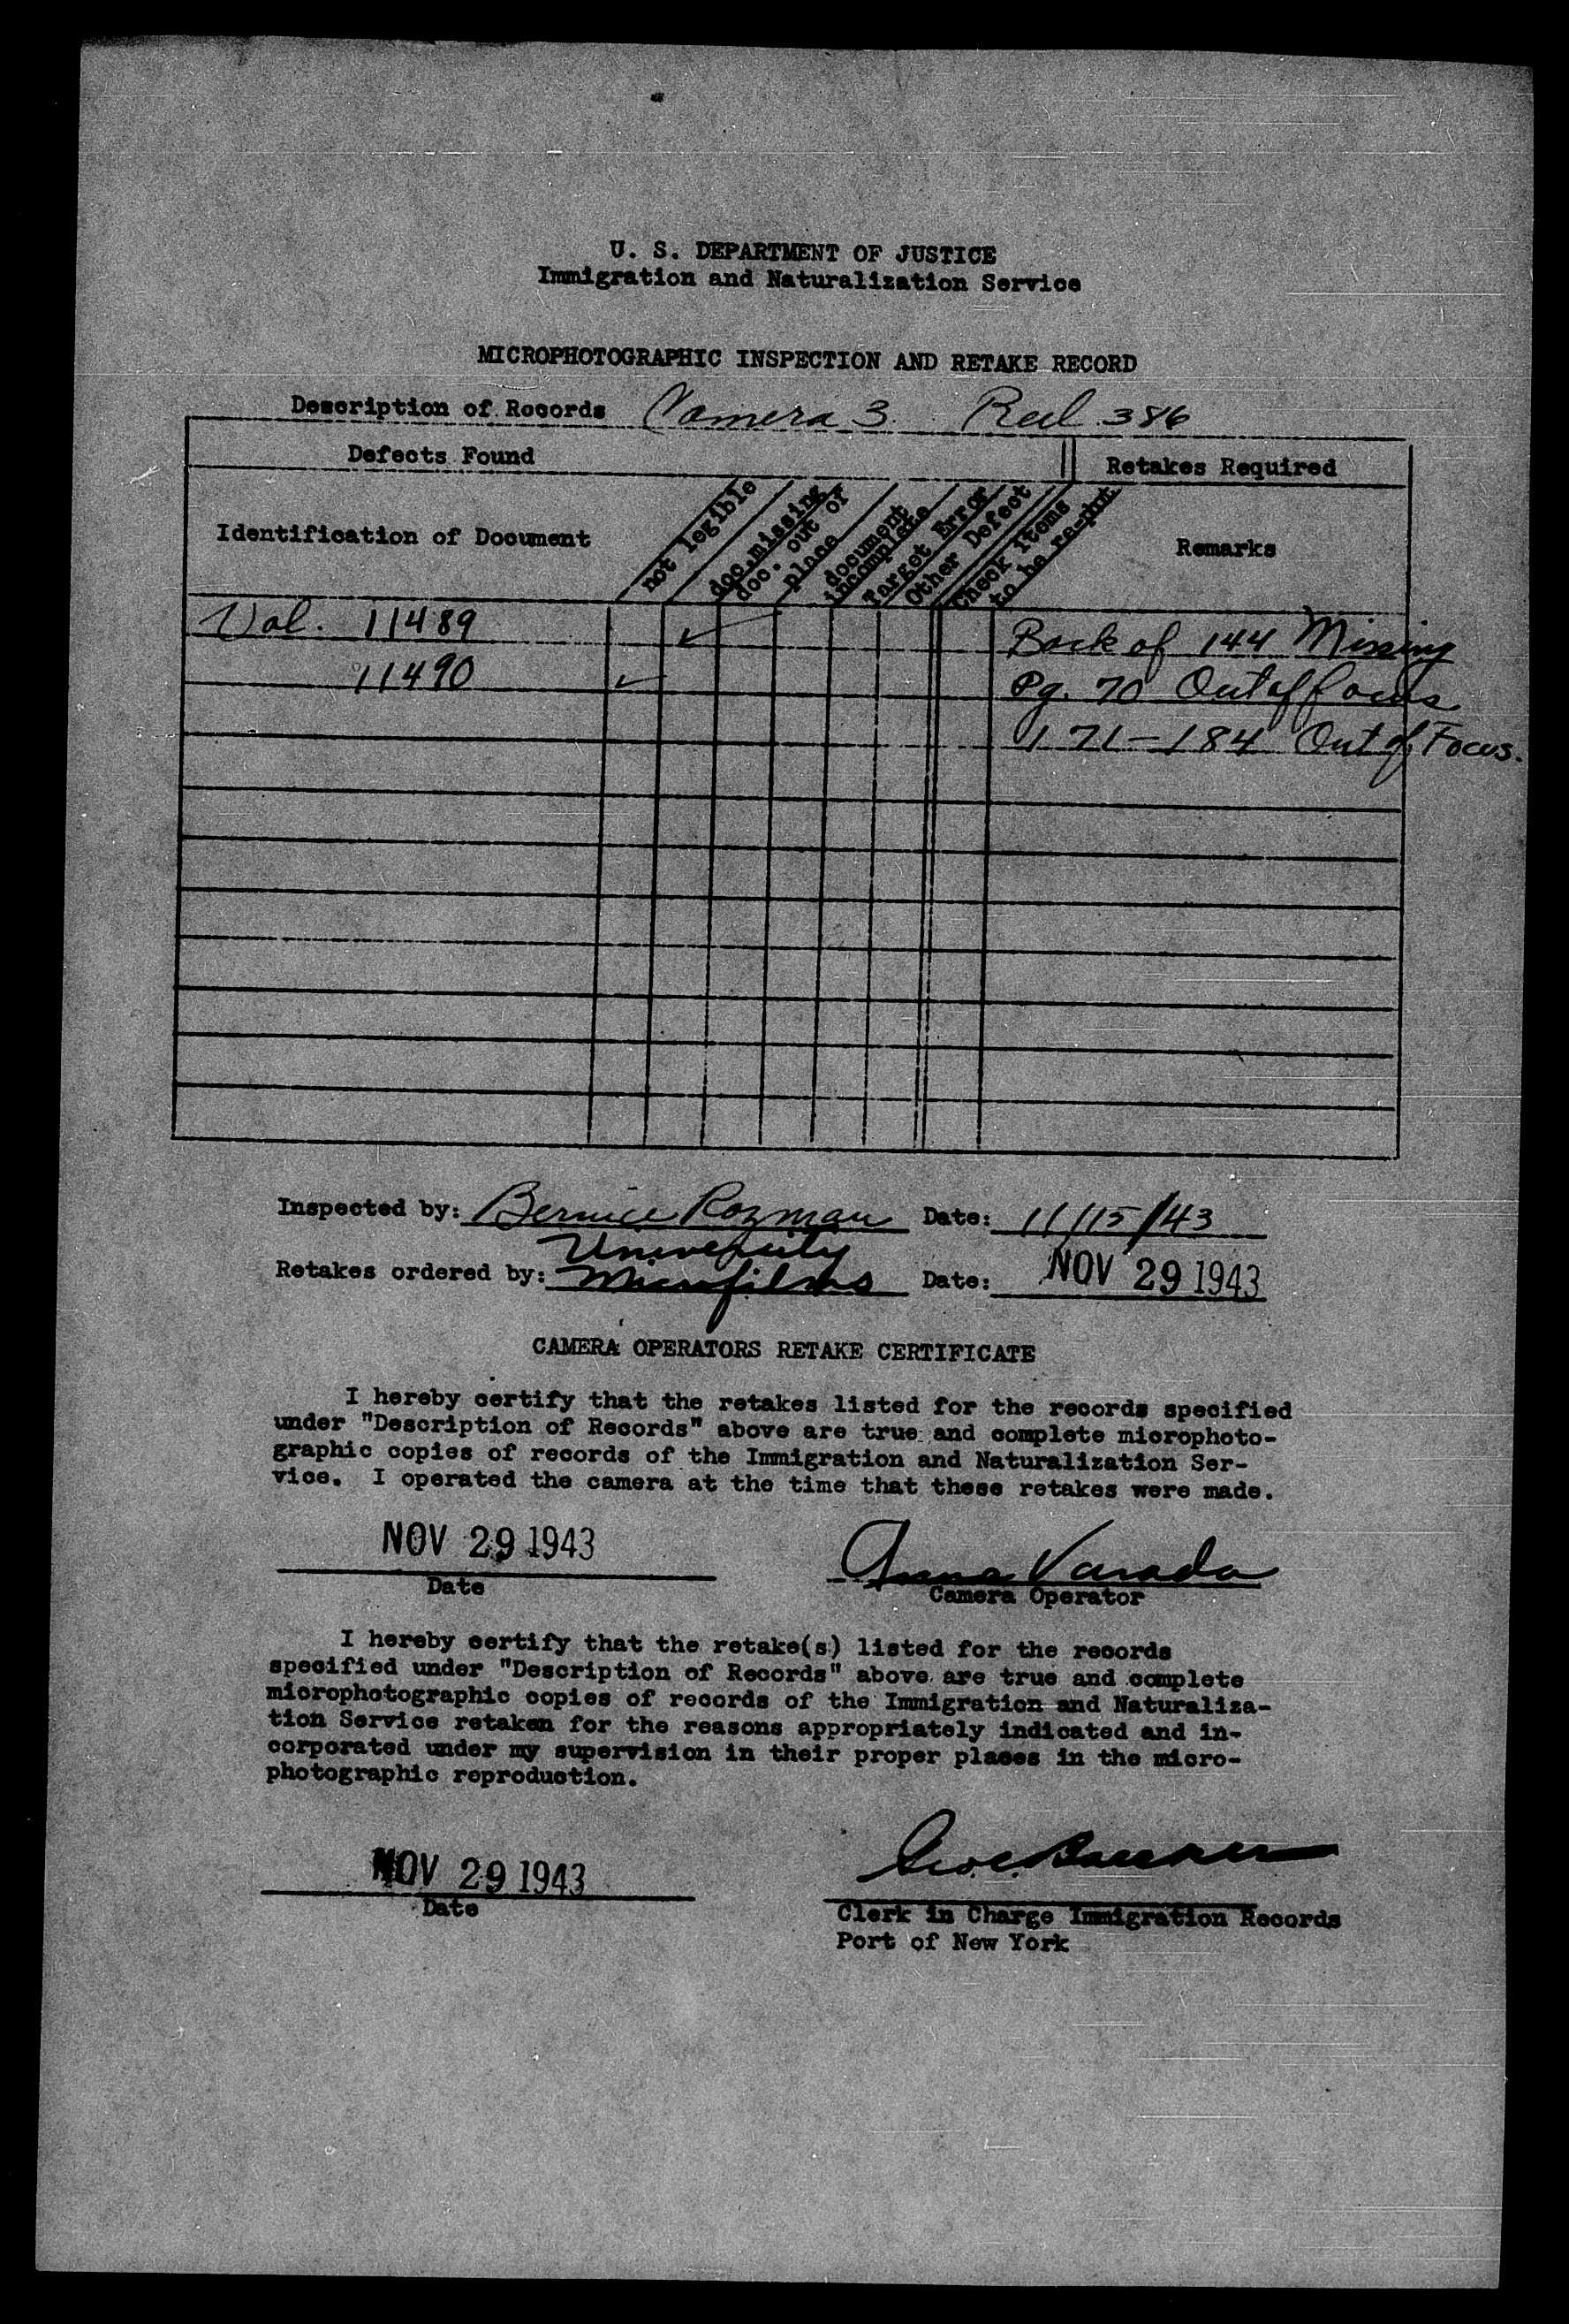 U. S. DEPARTMENT OF JUSTICE
Immigration and Naturalization Service
MICROPHOTOGRAPHIC INSPECTION AND RETAKE RECORD
Description of Records Camera 3 Reel 386
Defects Found
Retakes Required
Identification of Document
not legible
doc. missing
doc. out of
place
document
incomplete
Target Error
Other Defect
Check items
to be re-pht
Remarks
Vol. 11489 ✓ Back of 144 Missing
11490 ✓ Pg. 70 Out of focus
171-184 Out of Focus.
Inspected by: Bernice Rozman Date: 11/15/43
University
Retakes ordered by: Microfilms Date: NOV 29 1943
CAMERA OPERATORS RETAKE CERTIFICATE
I hereby certify that the retakes listed for the records specified
under "Description of Records" above are true and complete microphoto-
graphic copies of records of the Immigration and Naturalization Ser-
vice. I operated the camera at the time that these retakes were made.
NOV 29 1943 Anna Varada
Date Camera Operator
I hereby certify that the retake(s) listed for the records
specified under "Description of Records" above are true and complete
microphotographic copies of records of the Immigration and Naturaliza-
tion Service retaken for the reasons appropriately indicated and in-
corporated under my supervision in their proper places in the micro-
photographic reproduction.
NOV 29 1943
Date
Clerk in Charge Immigration Records
Port of New York